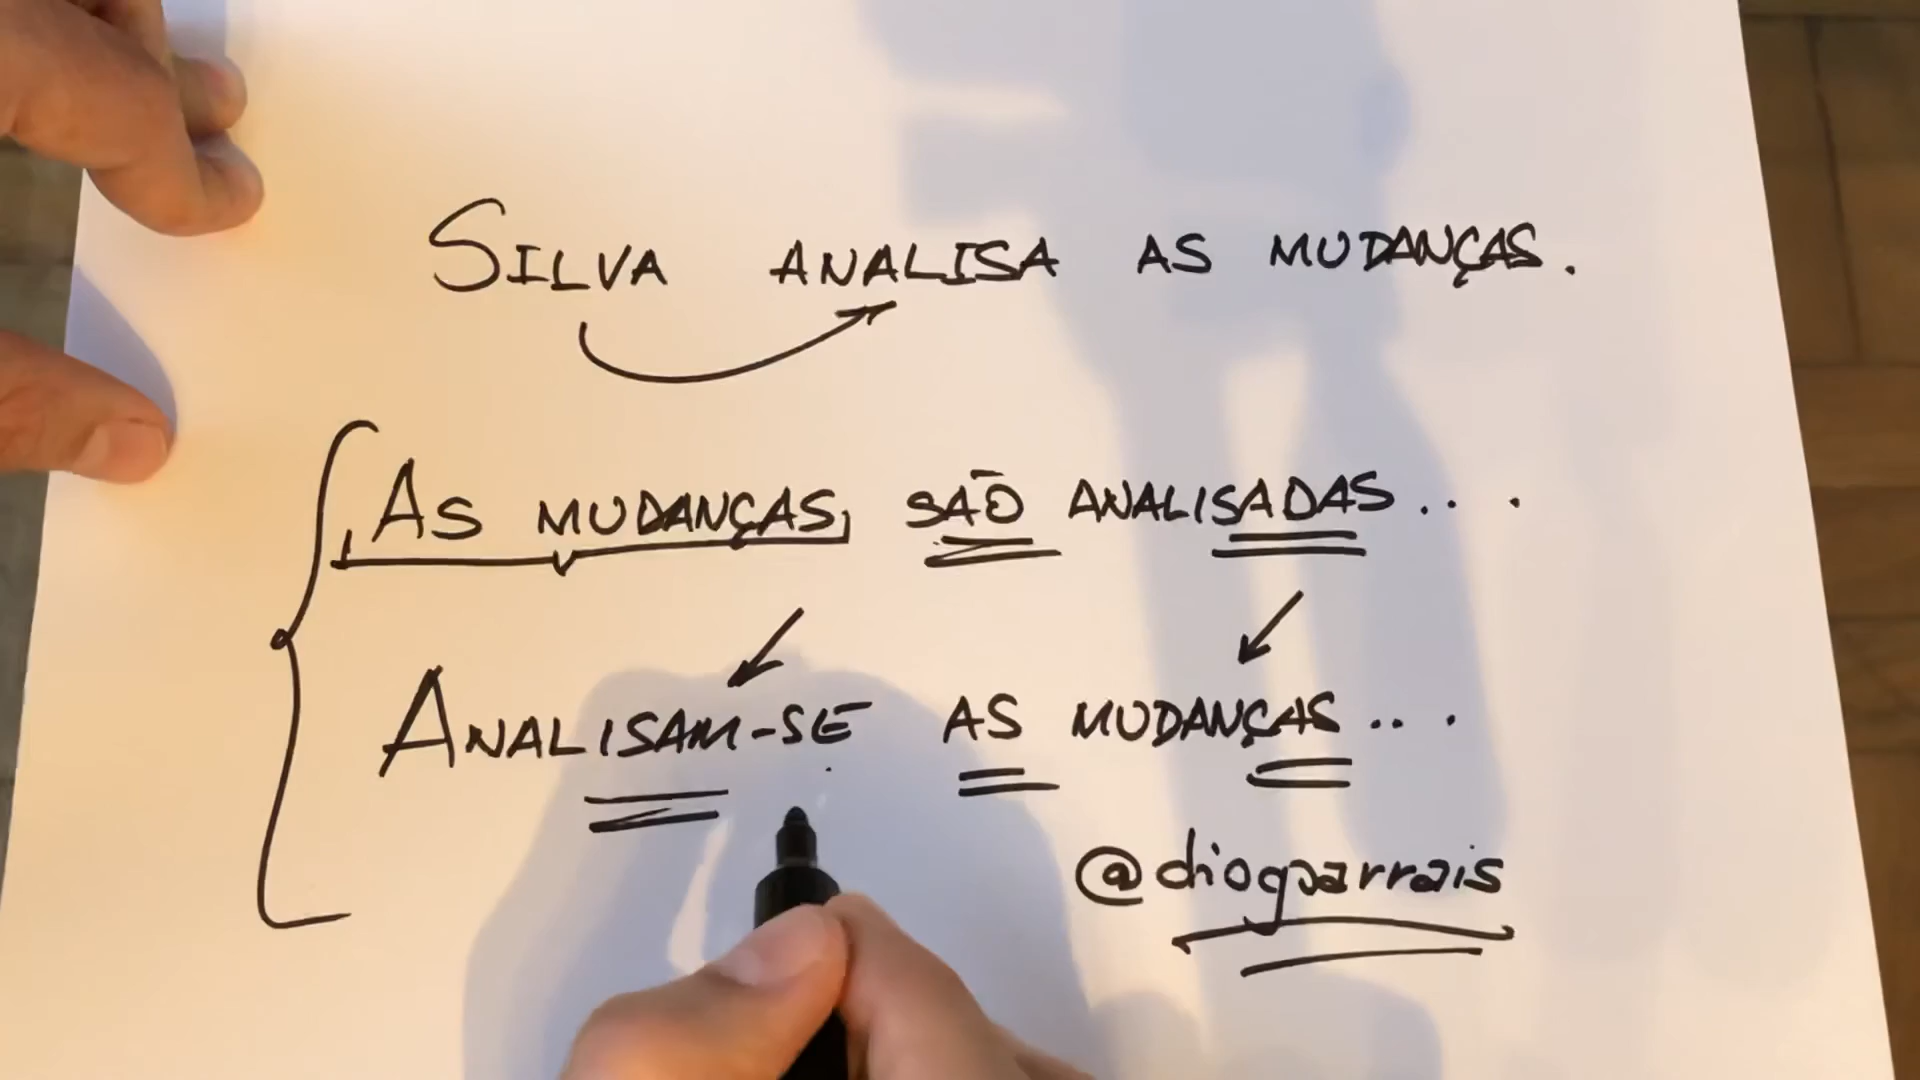 SILVA ANALISA AS MUDANÇAS.
AS MUDANÇAS SÃO ANALISADAS...
ANALISAM-SE AS MUDANÇAS...
@diogoarrais